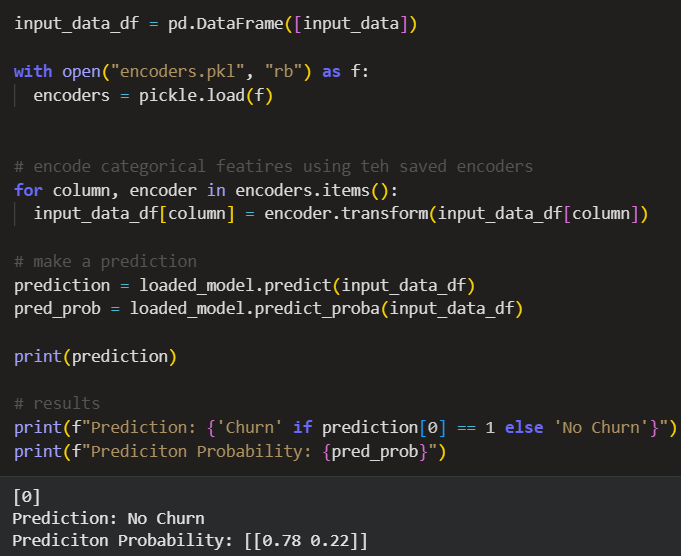 input_data_df = pd.DataFrame([input_data])
with open("encoders.pkl", "rb") as f:
encoders = pickle.load(f)
# encode categorical featires using teh saved encoders
for column, encoder in encoders.items():
input_data_df[column] = encoder.transform(input_data_df[column])
# make a prediction
prediction = loaded_model.predict(input_data_df)
pred_prob = loaded_model.predict_proba(input_data_df)
print(prediction)
# results
print(f"Prediction: {'Churn' if prediction[0] == 1 else 'No Churn'}")
print(f"Prediciton Probability: {pred_prob}")
[0]
Prediction: No Churn
Prediciton Probability: [[0.78 0.22]]